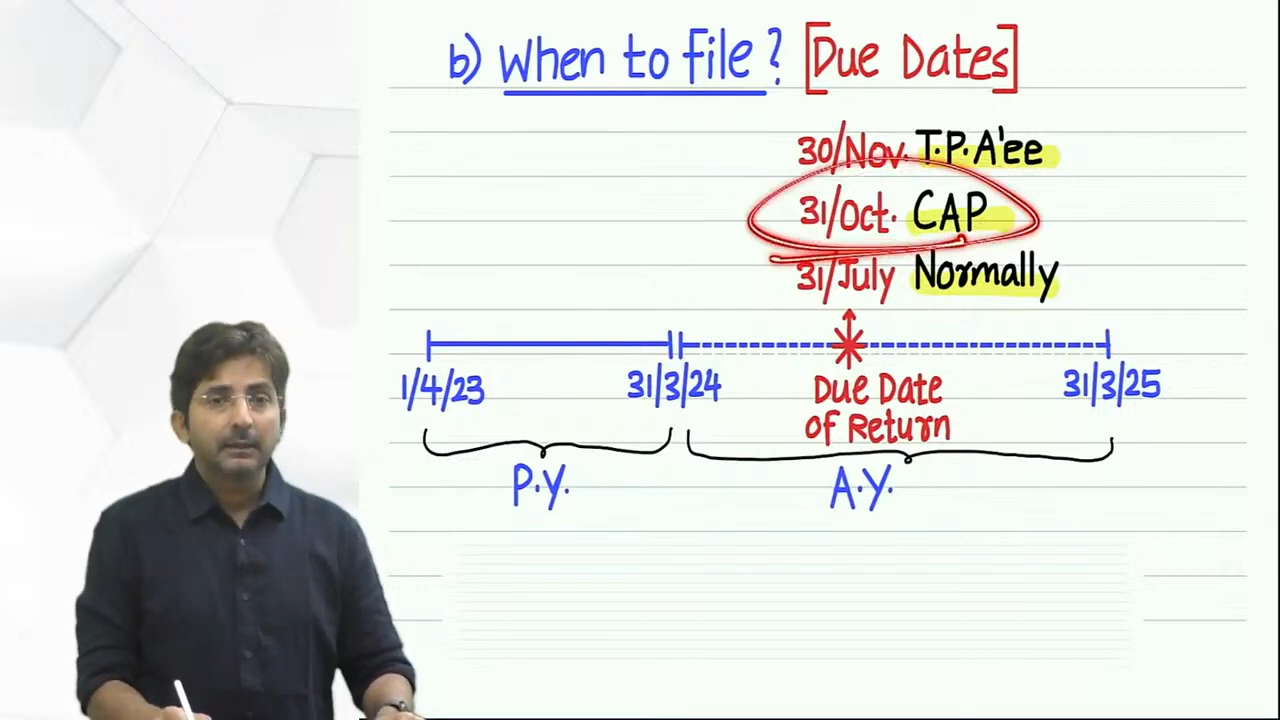 b) When to file? [Due Dates]
30/Nov. T.P.A'ee
31/Oct. CAP
31/July Normally
1/4/23 31/3/24 31/3/25
Due Date
of Return
P.Y. A.Y.